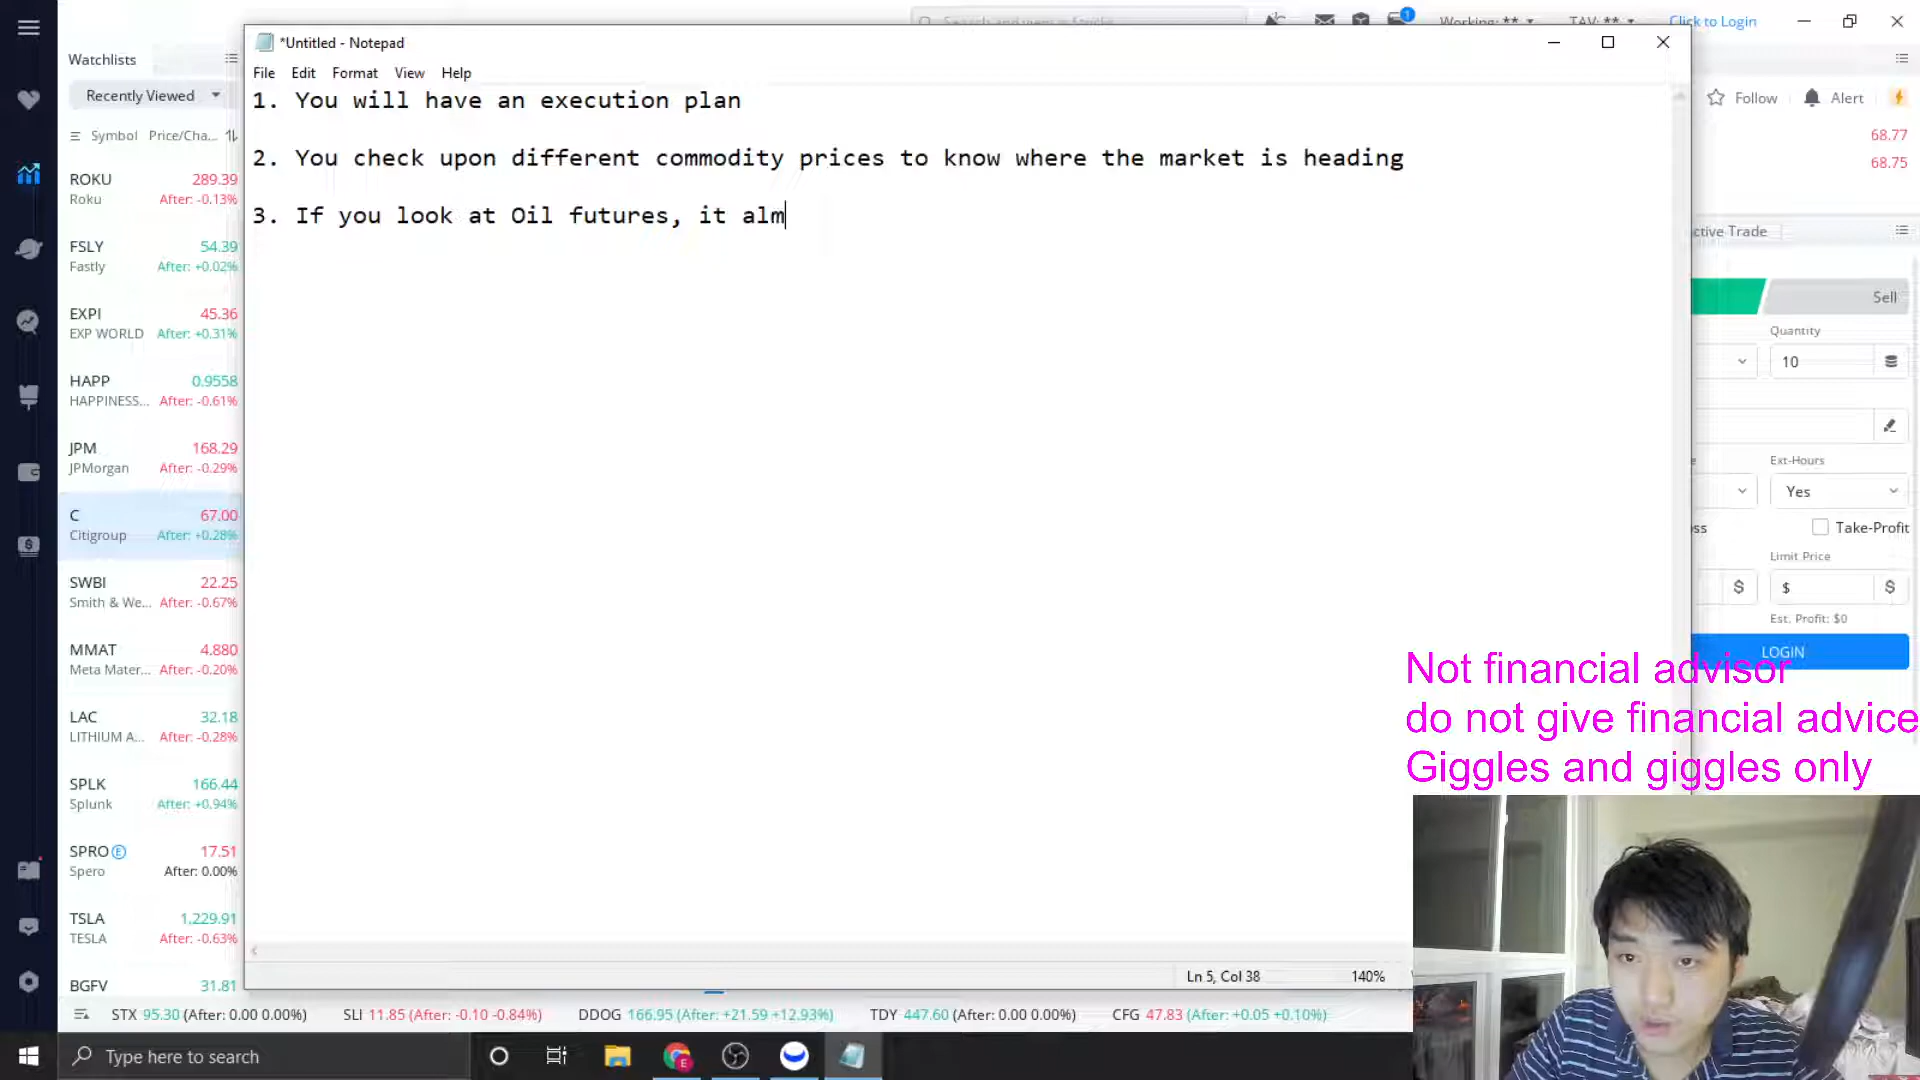 Search and view in Stocks
Working: **
TAV: **
Click to Login
1
*Untitled - Notepad
File Edit Format View Help
1. You will have an execution plan
2. You check upon different commodity prices to know where the market is heading
3. If you look at Oil futures, it alm
Ln 5, Col 38
140%
Watchlists
Recently Viewed
Symbol Price/Cha...
ROKU 289.39
Roku After: -0.13%
FSLY 54.39
Fastly After: +0.02%
EXPI 45.36
EXP WORLD After: +0.31%
HAPP 0.9558
HAPPINESS... After: -0.61%
JPM 168.29
JPMorgan After: -0.29%
C 67.00
Citigroup After: +0.28%
SWBI 22.25
Smith & We... After: -0.67%
MMAT 4.880
Meta Mater... After: -0.20%
LAC 32.18
LITHIUM A... After: -0.28%
SPLK 166.44
Splunk After: +0.94%
SPRO E 17.51
Spero After: 0.00%
TSLA 1,229.91
TESLA After: -0.63%
BGFV 31.81
Follow Alert
68.77
68.75
ctive Trade
Sell
Quantity
10
Ext-Hours
Yes
ss
Take-Profit
Limit Price
$ $ $
Est. Profit: $0
LOGIN
Not financial advisor
do not give financial advice
Giggles and giggles only
STX 95.30 (After: 0.00 0.00%) SLI 11.85 (After: -0.10 -0.84%) DDOG 166.95 (After: +21.59 +12.93%) TDY 447.60 (After: 0.00 0.00%) CFG 47.83 (After: +0.05 +0.10%)
Type here to search